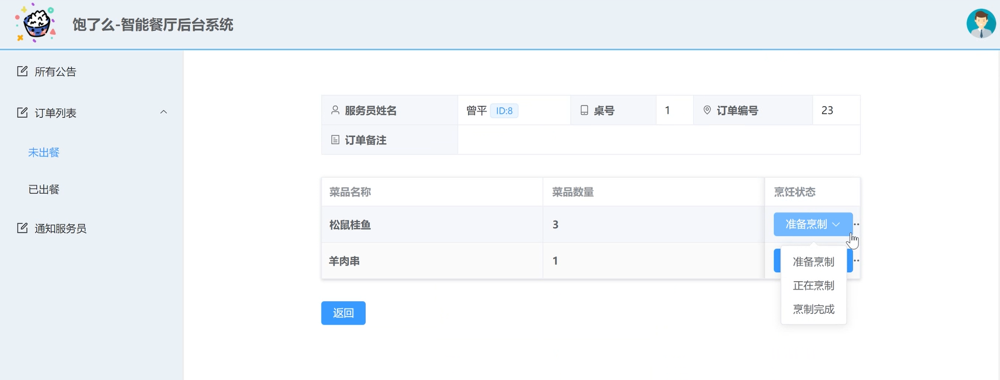 饱了么-智能餐厅后台系统
所有公告
订单列表
未出餐
已出餐
通知服务员
服务员姓名 曾平 ID:8 桌号 1 订单编号 23
订单备注
菜品名称 菜品数量 烹饪状态
松鼠桂鱼 3 准备烹制 ..
羊肉串 1 ..
准备烹制
正在烹制
烹制完成
返回